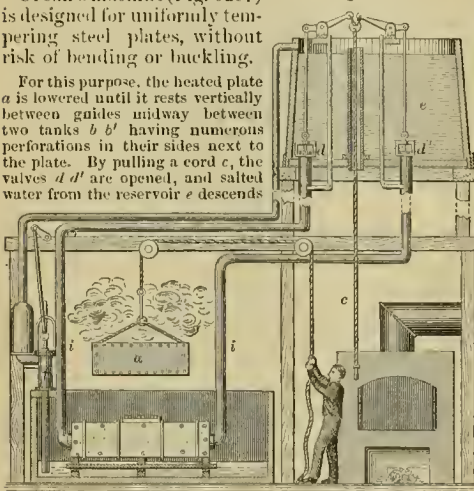 is designed for uniformly tem-
pering steel plates, without
risk of bending or buckling.
For this purpose, the heated plate
a is lowered until it rests vertically
between guides midway between
two tanks b b' having numerous
perforations in their sides next to
the plate. By pulling a cord c, the
valves d d' are opened, and salted
water from the reservoir e descends
e
d
d'
c
i
a
i